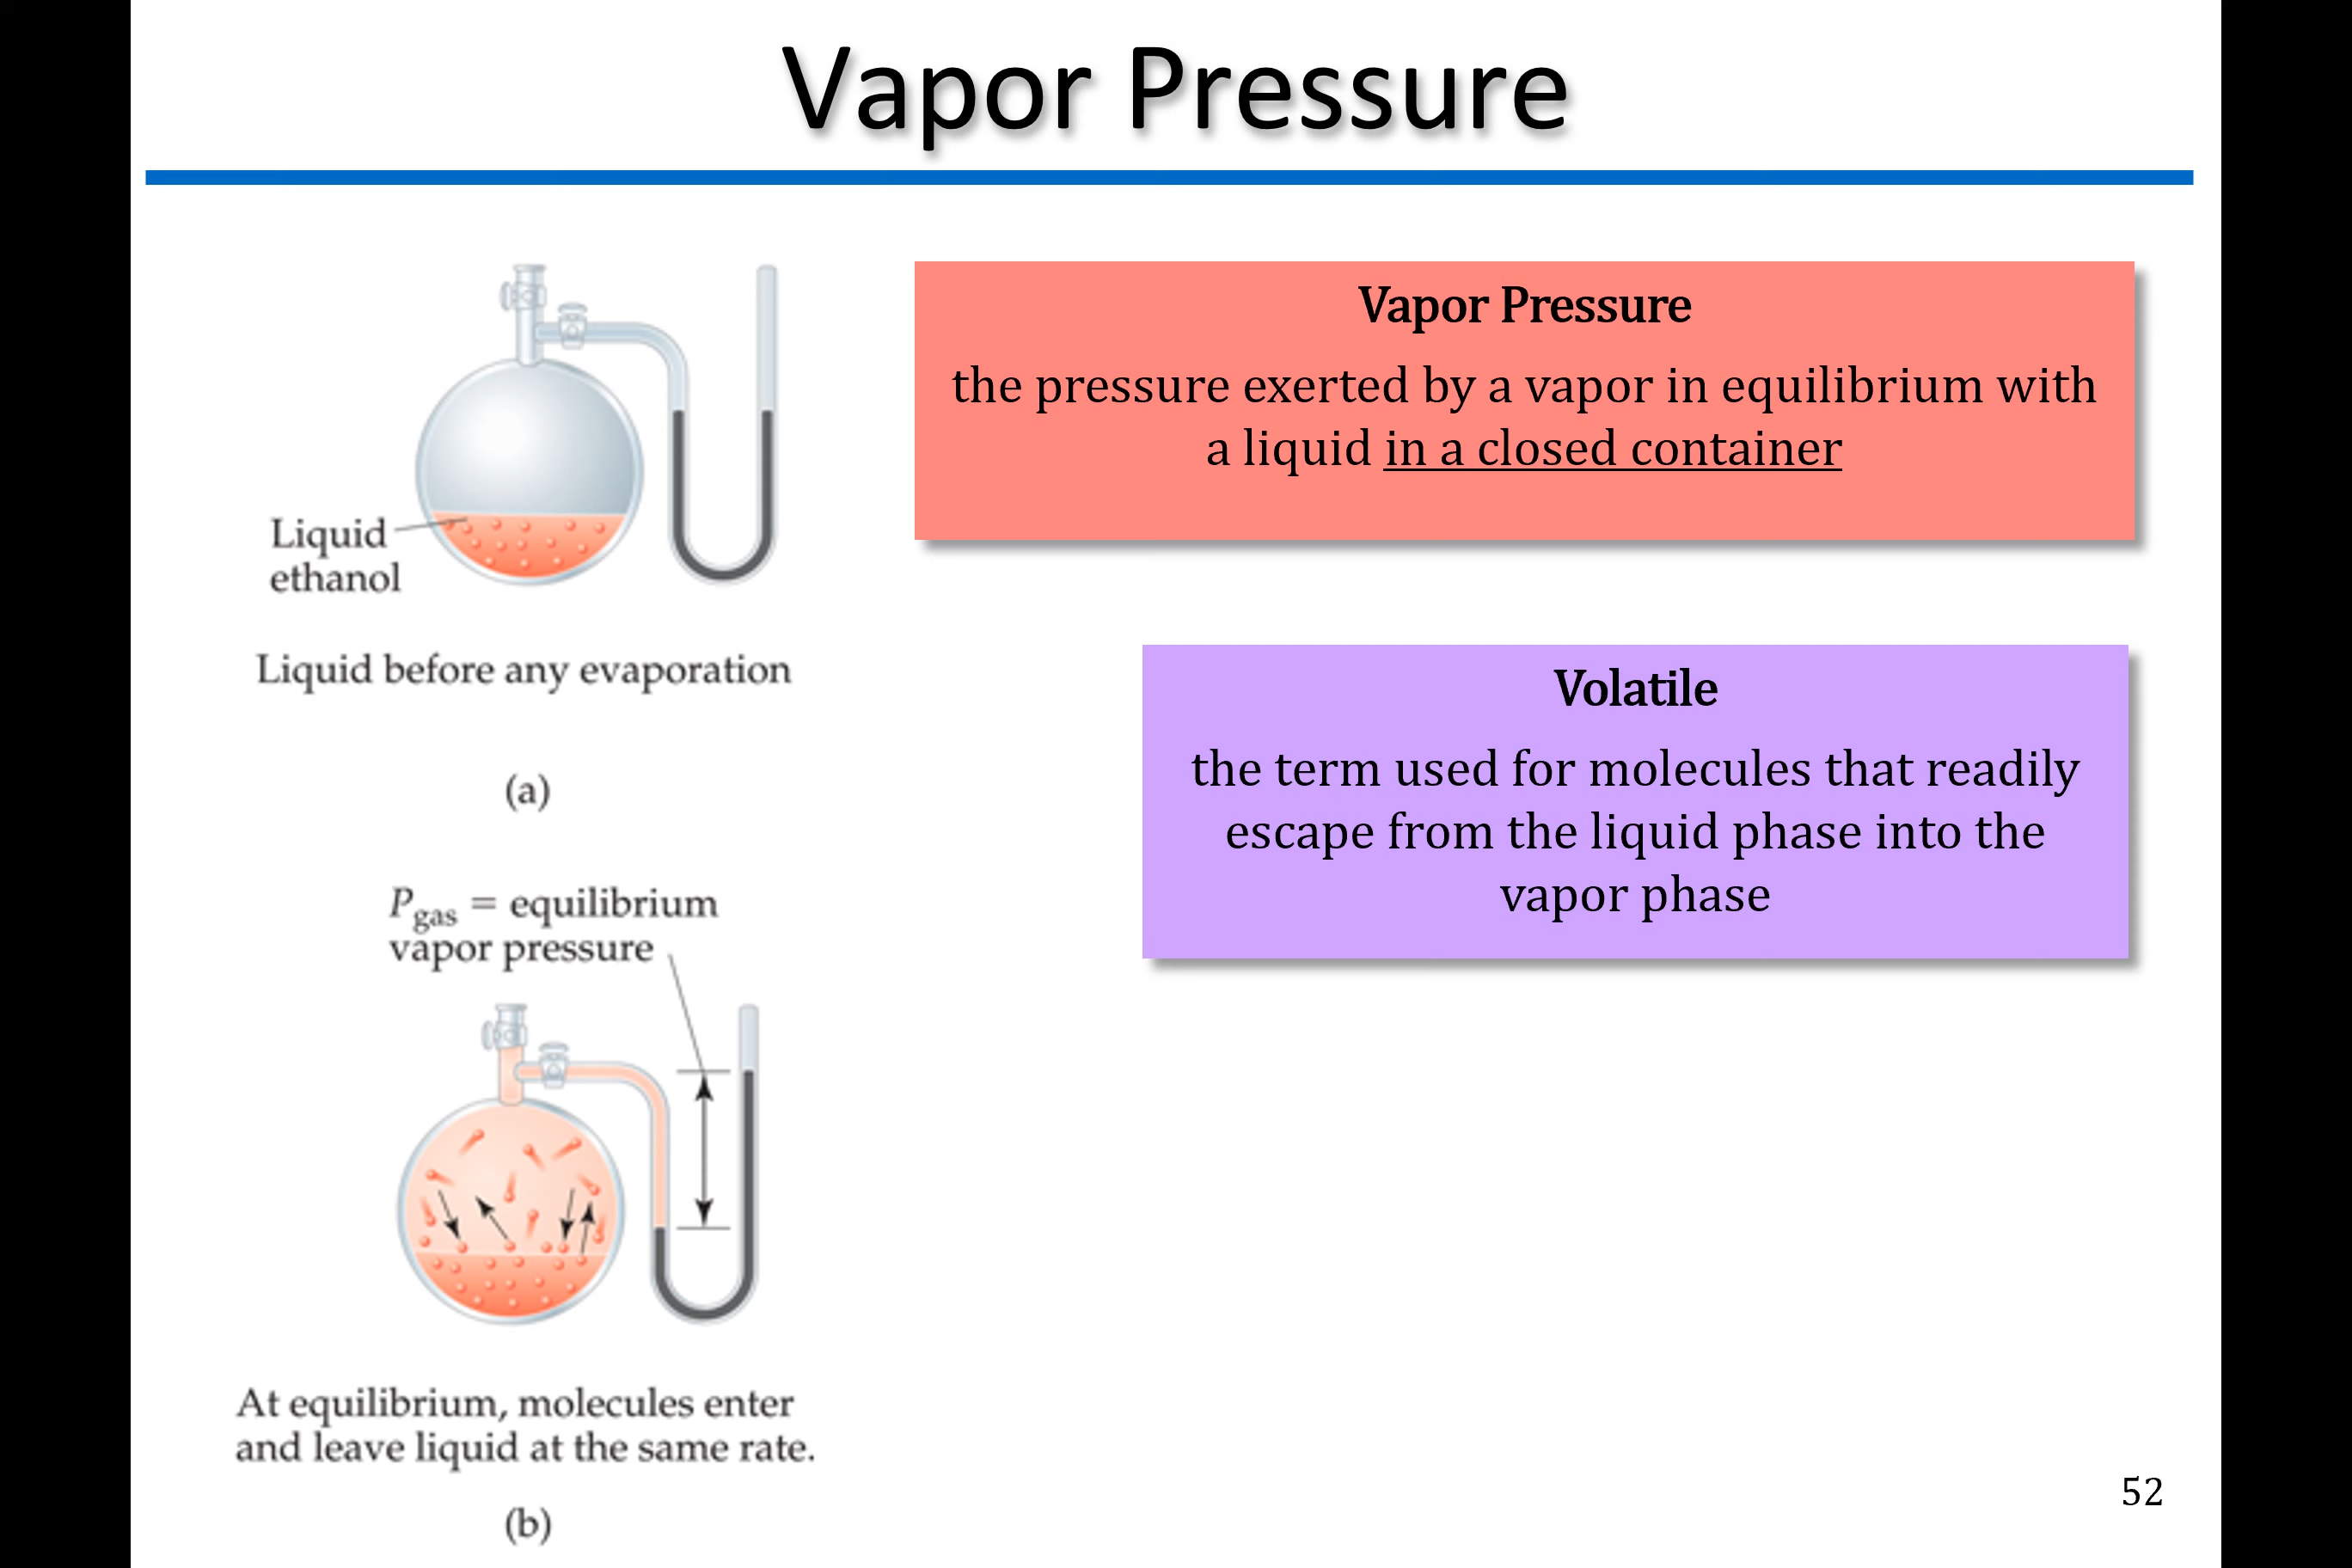 Vapor Pressure
Vapor Pressure
the pressure exerted by a vapor in equilibrium with
a liquid in a closed container
Liquid
ethanol
Liquid before any evaporation
(a)
Volatile
the term used for molecules that readily
escape from the liquid phase into the
vapor phase
Pgas = equilibrium
vapor pressure
At equilibrium, molecules enter
and leave liquid at the same rate.
(b)
52